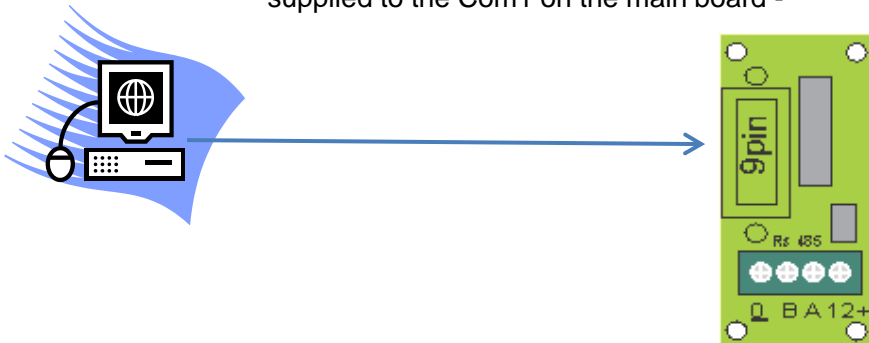 supplied to the Com1 on the main board -
9pin
Rs 485
0 B A 12+